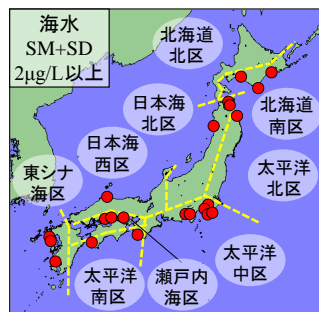 海水
SM+SD
2μg/L以上
北海道
北区
日本海
北区
北海道
南区
日本海
西区
東シナ
海区
太平洋
北区
太平洋
中区
太平洋
南区
瀬戸内
海区